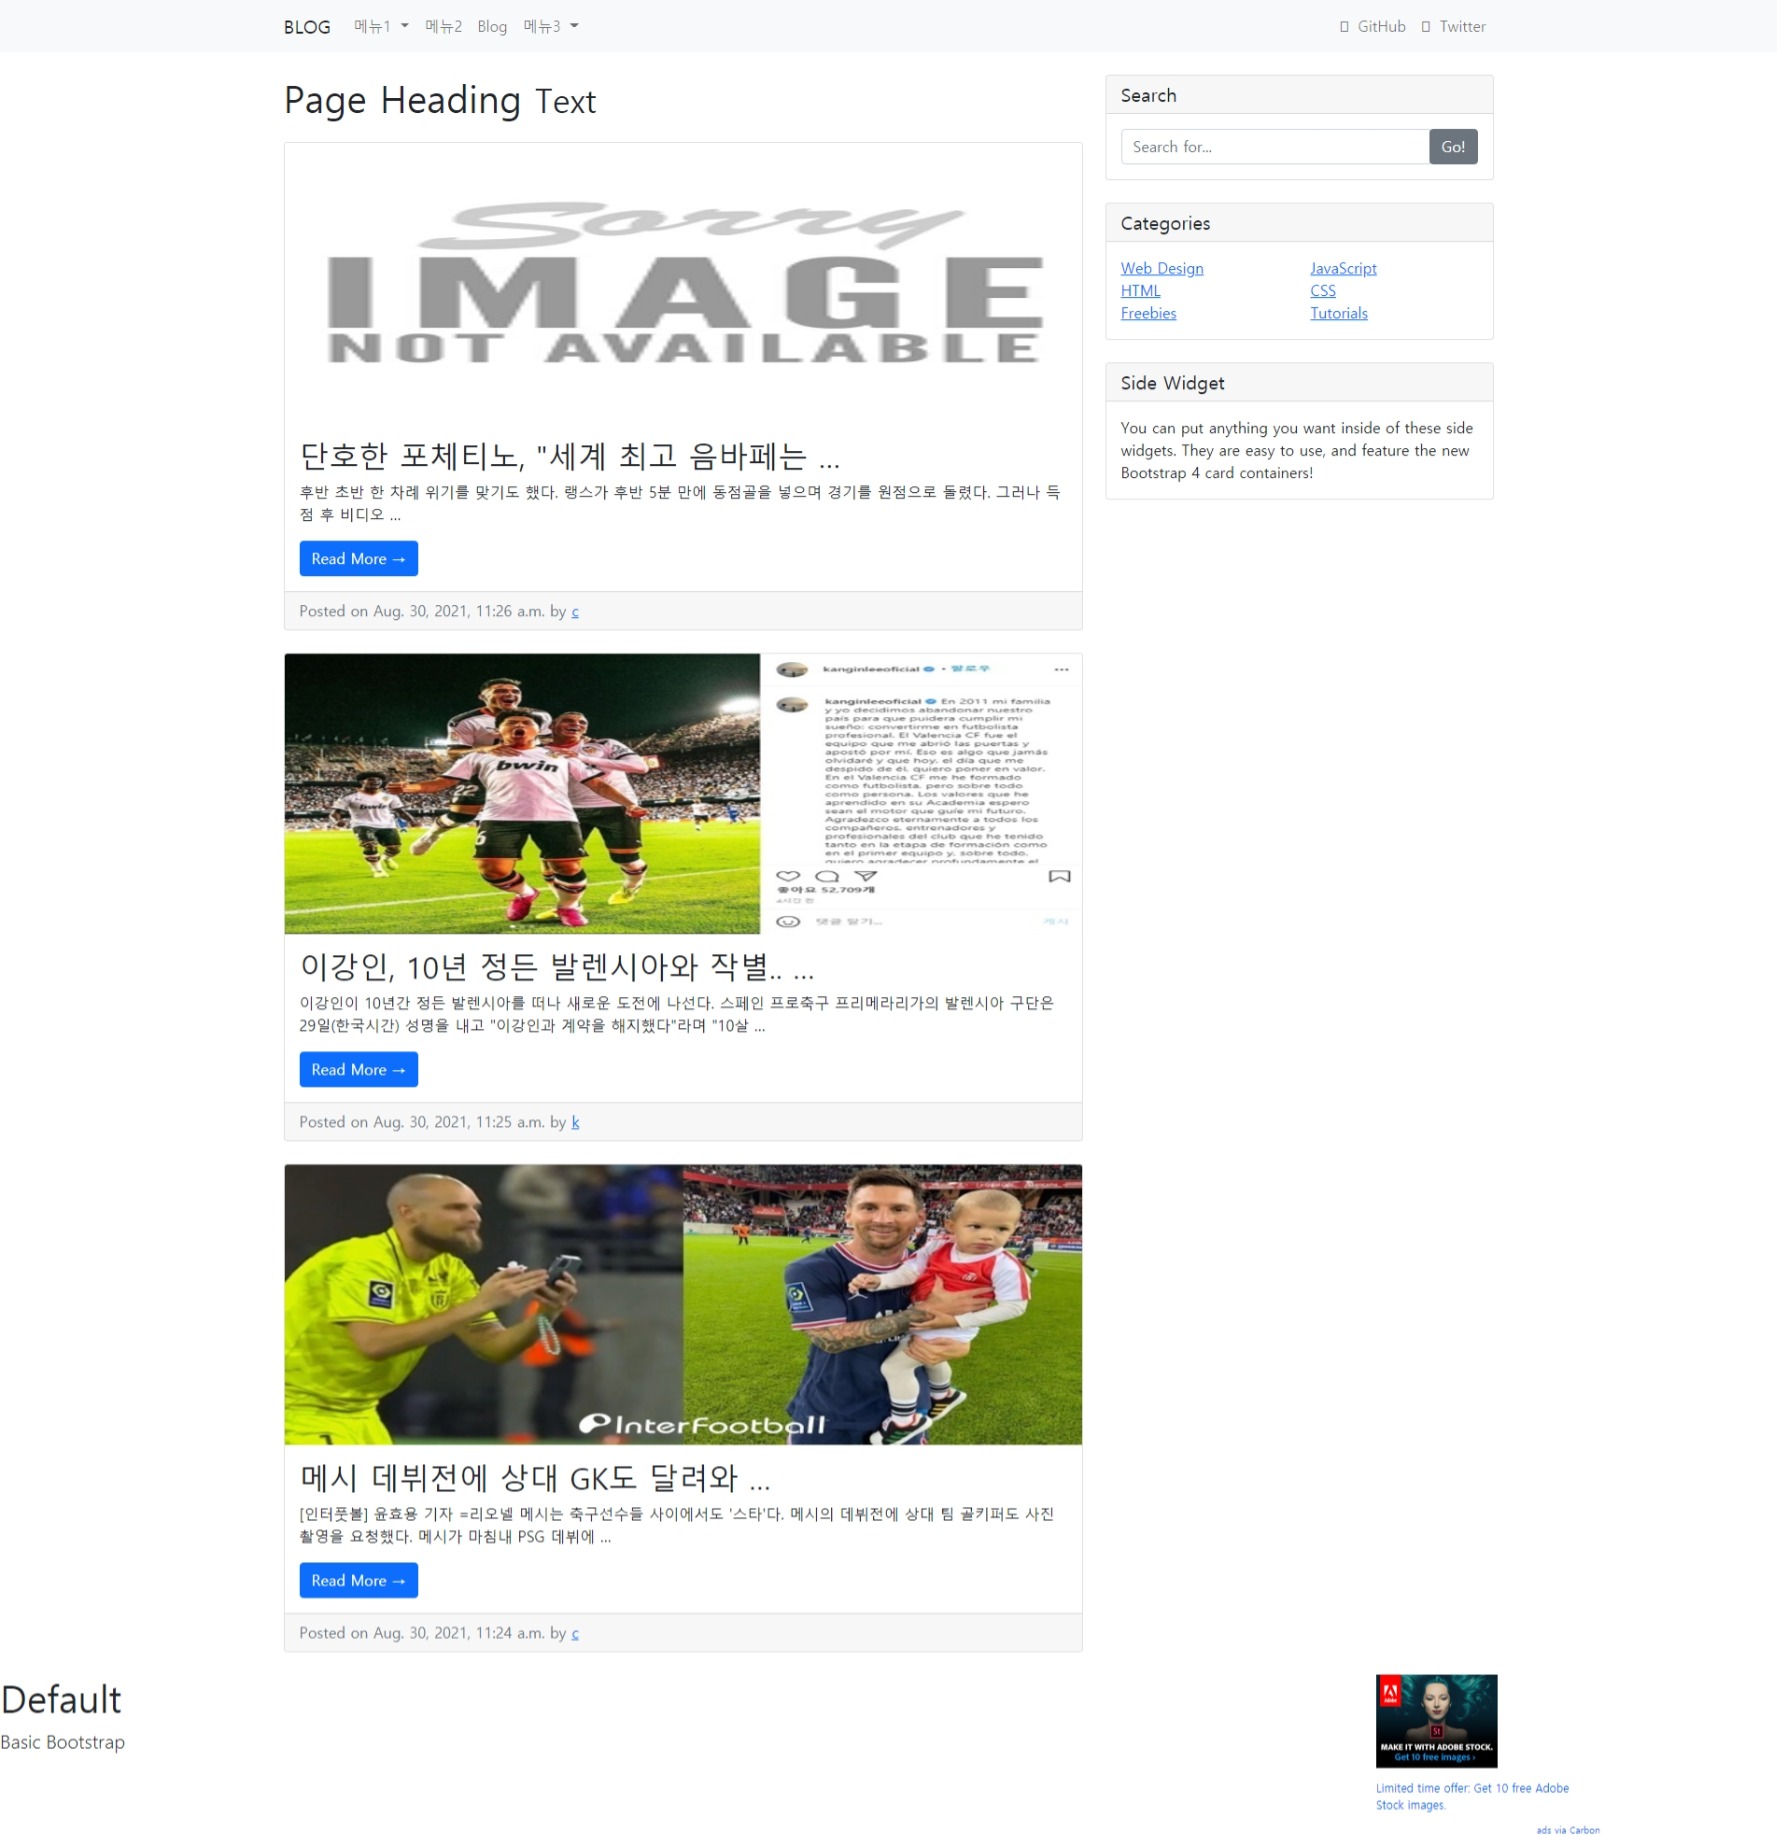 BLOG 메뉴1 메뉴2 Blog 메뉴3 GitHub Twitter
Page Heading Text
Sorry
IMAGE
NOT AVAILABLE
단호한 포체티노, "세계 최고 음바페는 ...
후반 초반 한 차례 위기를 맞기도 했다. 랭스가 후반 5분 만에 동점골을 넣으며 경기를 원점으로 돌렸다. 그러나 득
점 후 비디오 ...
Read More →
Posted on Aug. 30, 2021, 11:26 a.m. by c
bwin
22
6
bwin
kanginleeoficial • 팔로우 ...
kanginleeoficial En 2011 mi familia
y yo decidimos abandonar nuestro
país para que puidera cumplir mi
sueño: convertirme en futbolista
profesional. El Valencia CF fue el
equipo que me abrió las puertas y
apostó por mí. Eso es algo que jamás
olvidaré y que hoy, el día que me
despido de él, quiero poner en valor.
En el Valencia CF me he formado
como futbolista, pero sobre todo
como persona. Los valores que he
aprendido en su Academia espero
sean el motor que guíe mi futuro.
Agradezco eternamente a todos los
compañeros, entrenadores y
profesionales del club que he tenido
tanto en la etapa de formación como
en el primer equipo y, sobre todo,
quiero agradecer profundamente el
좋아요 52,709개
4시간 전
댓글 달기... 게시
이강인, 10년 정든 발렌시아와 작별.. ...
이강인이 10년간 정든 발렌시아를 떠나 새로운 도전에 나선다. 스페인 프로축구 프리메라리가의 발렌시아 구단은
29일(한국시간) 성명을 내고 "이강인과 계약을 해지했다"라며 "10살 ...
Read More →
Posted on Aug. 30, 2021, 11:25 a.m. by k
InterFootball
메시 데뷔전에 상대 GK도 달려와 ...
[인터풋볼] 윤효용 기자 =리오넬 메시는 축구선수들 사이에서도 '스타'다. 메시의 데뷔전에 상대 팀 골키퍼도 사진
촬영을 요청했다. 메시가 마침내 PSG 데뷔에 ...
Read More →
Posted on Aug. 30, 2021, 11:24 a.m. by c
Search
Search for... Go!
Categories
Web Design JavaScript
HTML CSS
Freebies Tutorials
Side Widget
You can put anything you want inside of these side
widgets. They are easy to use, and feature the new
Bootstrap 4 card containers!
Default
Basic Bootstrap
Adobe
St
MAKE IT WITH ADOBE STOCK.
Get 10 free images ›
Limited time offer: Get 10 free Adobe
Stock images.
ads via Carbon